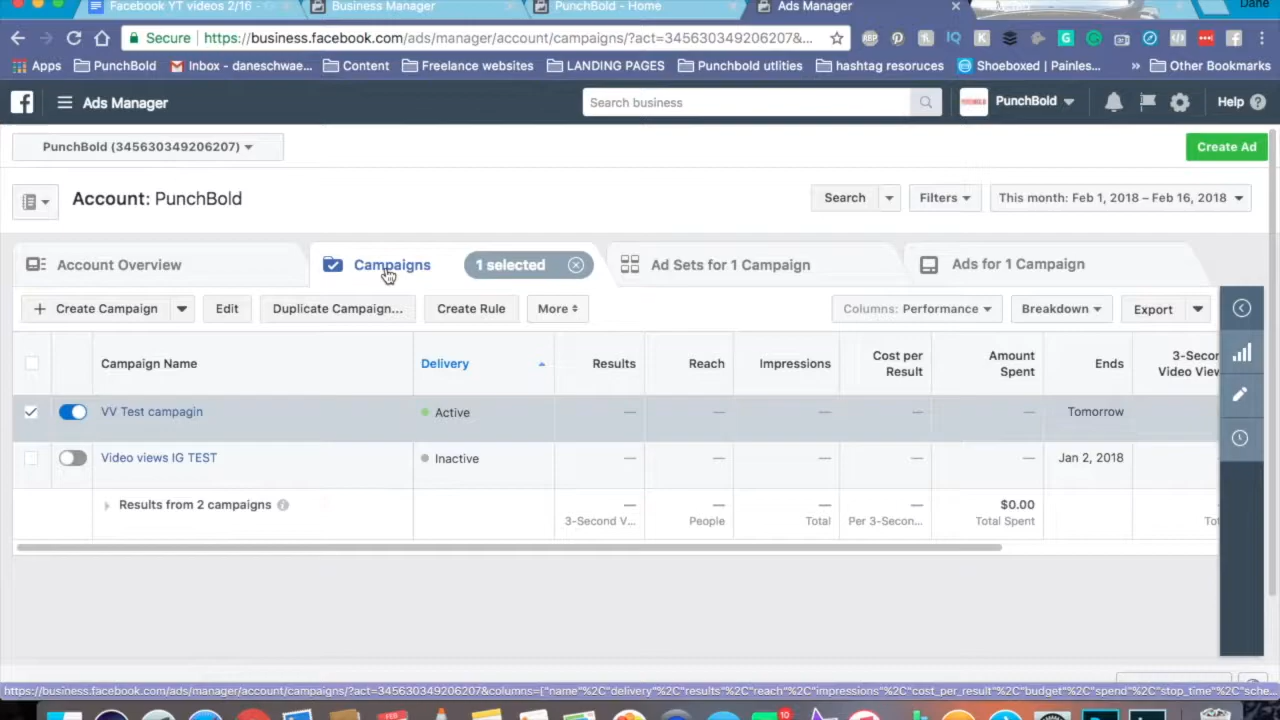 Facebook YT videos 2/16 -
Business Manager
PunchBold - Home
Ads Manager
Dane
Secure
https://business.facebook.com/ads/manager/account/campaigns/?act=345630349206207&...
Apps
PunchBold
Inbox - daneschwae...
Content
Freelance websites
LANDING PAGES
Punchbold utlities
hashtag resoruces
Shoeboxed | Painles...
»
Other Bookmarks
Ads Manager
Search business
PunchBold
Help
PunchBold (345630349206207)
Create Ad
Account: PunchBold
Search
Filters
This month: Feb 1, 2018 – Feb 16, 2018
Account Overview
Campaigns
1 selected
Ad Sets for 1 Campaign
Ads for 1 Campaign
+ Create Campaign
Edit
Duplicate Campaign...
Create Rule
More
Columns: Performance
Breakdown
Export
Campaign Name
Delivery
Results
Reach
Impressions
Cost per
Result
Amount
Spent
Ends
3-Secon
Video View
VV Test campagin
Active
—
—
—
—
—
Tomorrow
Video views IG TEST
Inactive
—
—
—
—
—
Jan 2, 2018
Results from 2 campaigns
—
3-Second V...
—
People
—
Total
—
Per 3-Secon...
$0.00
Total Spent
—
To
https://business.facebook.com/ads/manager/account/campaigns/?act=345630349206207&columns=["name"%2C"delivery"%2C"results"%2C"reach"%2C"impressions"%2C"cost_per_result"%2C"budget"%2C"spend"%2C"stop_time"%2C"sche...
10